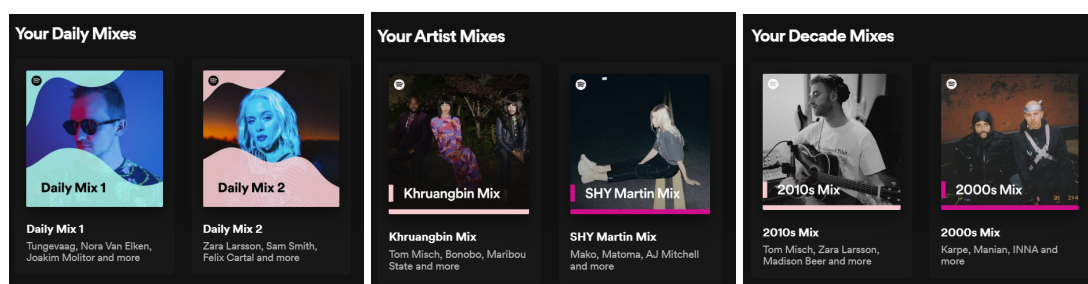 Your Daily Mixes
Daily Mix 1
Daily Mix 2
Daily Mix 1
Tungevaag, Nora Van Elken,
Joakim Molitor and more
Daily Mix 2
Zara Larsson, Sam Smith,
Felix Cartal and more
Your Artist Mixes
Khruangbin Mix
SHY Martin Mix
Khruangbin Mix
Tom Misch, Bonobo, Maribou
State and more
SHY Martin Mix
Mako, Matoma, AJ Mitchell
and more
Your Decade Mixes
2010s Mix
2000s Mix
2010s Mix
Tom Misch, Zara Larsson,
Madison Beer and more
2000s Mix
Karpe, Manian, INNA and
more